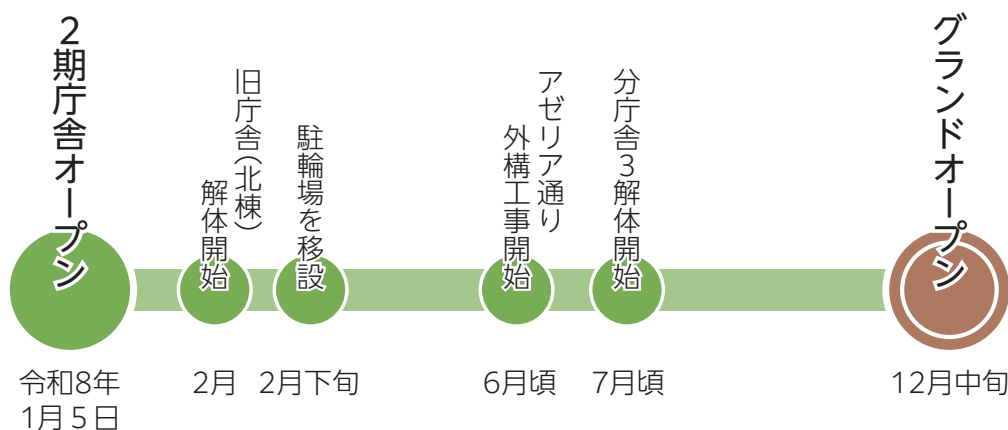 2期庁舎オープン
令和8年
1月5日
旧庁舎(北棟)
解体開始
2月
駐輪場を移設
2月下旬
アゼリア通り
外構工事開始
6月頃
分庁舎3解体開始
7月頃
グランドオープン
12月中旬